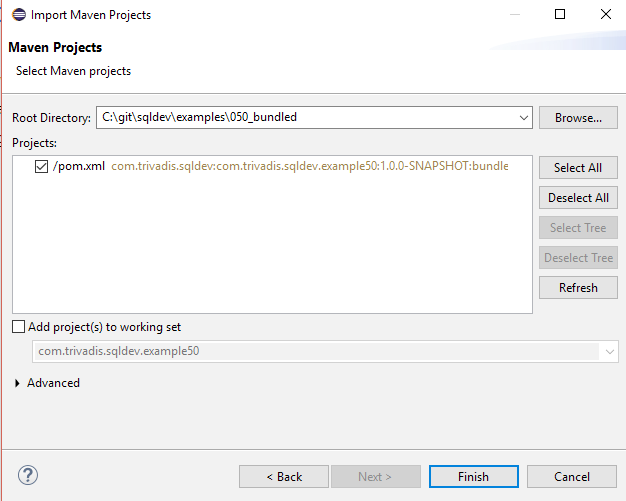 Import Maven Projects
Maven Projects
Select Maven projects
Root Directory: C:\git\sqldev\examples\050_bundled Browse...
Projects:
/pom.xml com.trivadis.sqldev:com.trivadis.sqldev.example50:1.0.0-SNAPSHOT:bundle
Select All
Deselect All
Select Tree
Deselect Tree
Refresh
Add project(s) to working set
com.trivadis.sqldev.example50
Advanced
? < Back Next > Finish Cancel